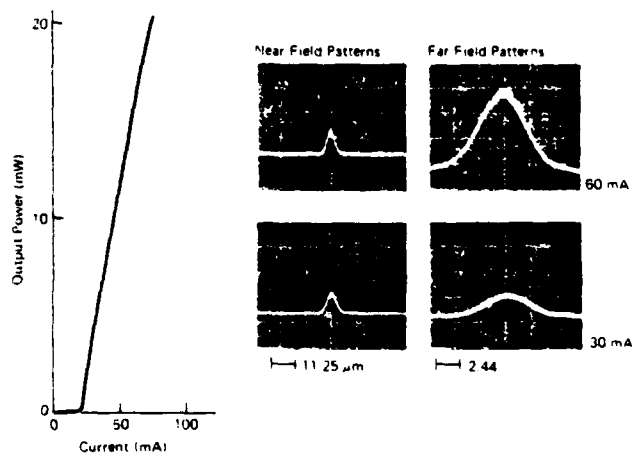 20
10
0
Output Power (mW)
0
50
100
Current (mA)
Near Field Patterns
Far Field Patterns
60 mA
30 mA
11.25 μm
2.44